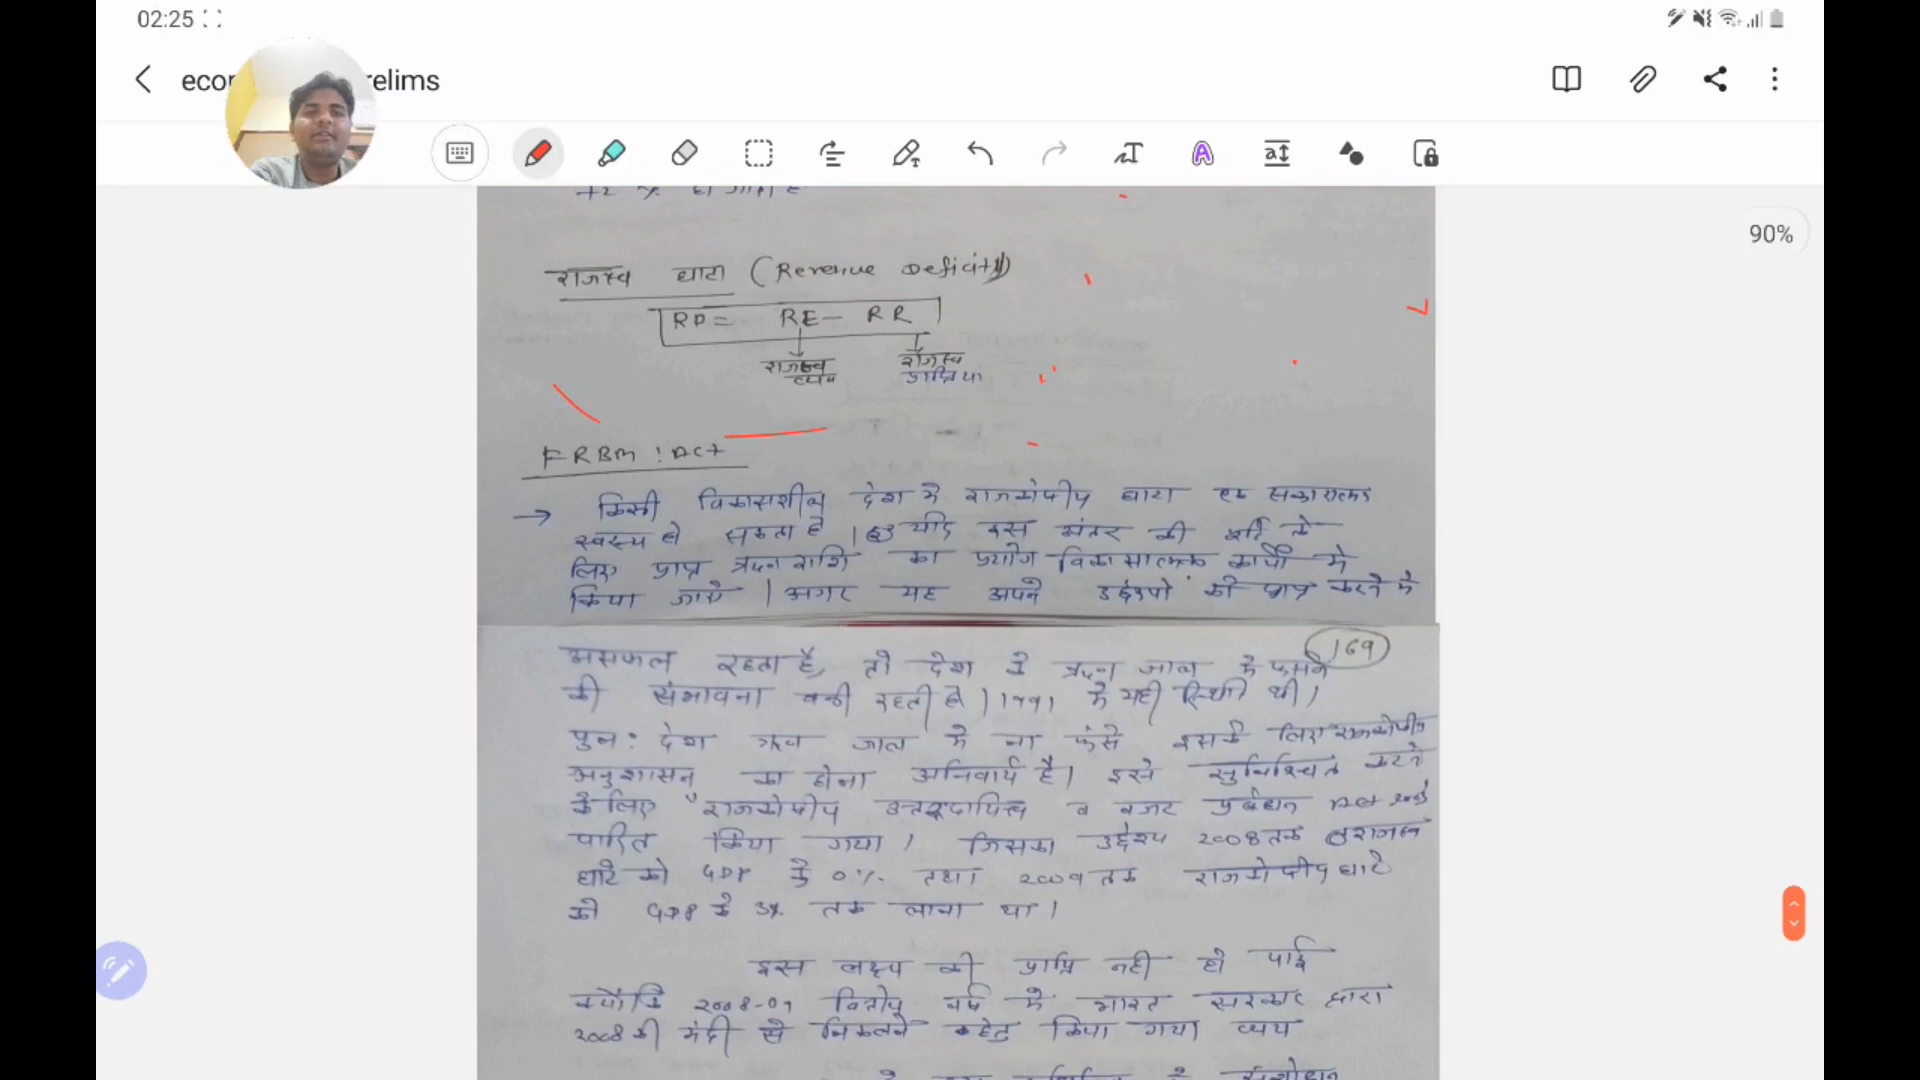 02:25
relims
90%
राजस्व घाटा (Revenue Deficit)
RD = RE - RR
राजस्व व्यय
राजस्व प्राप्तियां
FRBM : Act
→ किसी विकासशील देश मे राजकोषीय घाटा एक सकारात्मक
स्वरूप हो सकता है । यदि इस अंतर की पूर्ति के
लिए प्राप्त ऋण राशि का प्रयोग विकासात्मक कार्यो मे
किया जाये । अगर यह अपने उद्देश्यो को प्राप्त करने मे
169
असफल रहता है, तो देश के ऋण जाल मे फसने
की संभावना बनी रहती है । 1991 मे यही स्थिति थी ।
पुन: देश ऋण जाल मे ना फंसे इसके लिए राजकोषीय
अनुशासन का होना अनिवार्य है । इसे सुनिश्चित करने
के लिए "राजकोषीय उत्तरदायित्व व बजट प्रबंधन Act 2003
पारित किया गया । जिसका उद्देश्य 2008 तक राजस्व
घाटे को GDP के 0% तथा 2009 तक राजकोषीय घाटे
को GDP के 3% तक लाना था ।
इस लक्ष्य की प्राप्ति नही हो पाई
क्योंकि 2008-09 वित्तीय वर्ष मे भारत सरकार द्वारा
2008 की मंदी से निकलने हेतु किया गया व्यय